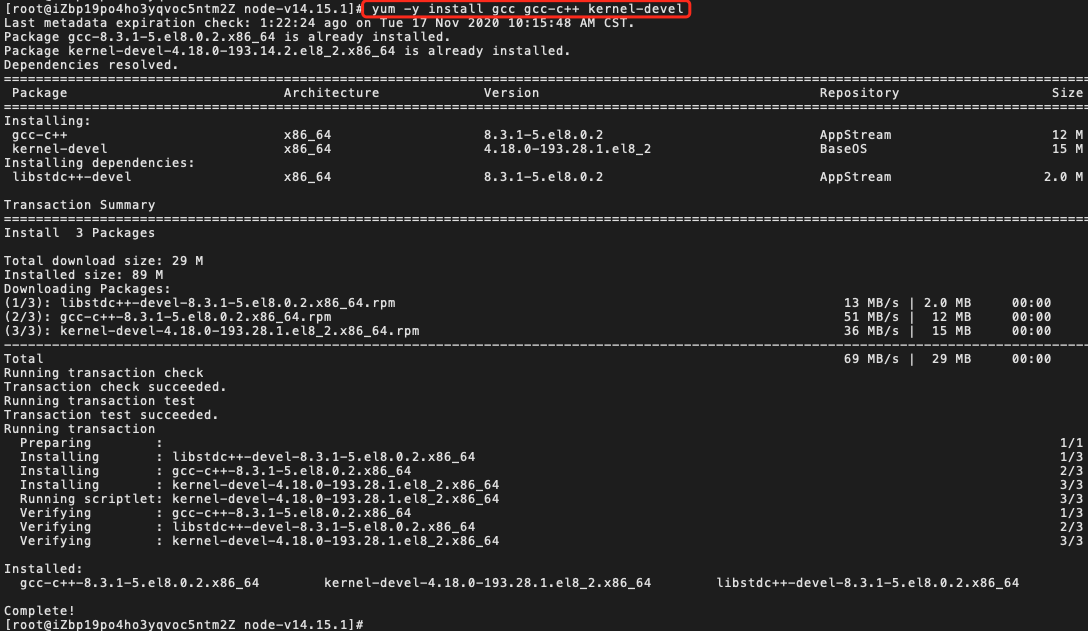 [root@iZbp19po4ho3yqvoc5ntm2Z node-v14.15.1]# yum -y install gcc gcc-c++ kernel-devel
Last metadata expiration check: 1:22:24 ago on Tue 17 Nov 2020 10:15:48 AM CST.
Package gcc-8.3.1-5.el8.0.2.x86_64 is already installed.
Package kernel-devel-4.18.0-193.14.2.el8_2.x86_64 is already installed.
Dependencies resolved.
================================================================================
Package Architecture Version Repository Size
================================================================================
Installing:
gcc-c++ x86_64 8.3.1-5.el8.0.2 AppStream 12 M
kernel-devel x86_64 4.18.0-193.28.1.el8_2 BaseOS 15 M
Installing dependencies:
libstdc++-devel x86_64 8.3.1-5.el8.0.2 AppStream 2.0 M
Transaction Summary
================================================================================
Install 3 Packages
Total download size: 29 M
Installed size: 89 M
Downloading Packages:
(1/3): libstdc++-devel-8.3.1-5.el8.0.2.x86_64.rpm 13 MB/s | 2.0 MB 00:00
(2/3): gcc-c++-8.3.1-5.el8.0.2.x86_64.rpm 51 MB/s | 12 MB 00:00
(3/3): kernel-devel-4.18.0-193.28.1.el8_2.x86_64.rpm 36 MB/s | 15 MB 00:00
--------------------------------------------------------------------------------
Total 69 MB/s | 29 MB 00:00
Running transaction check
Transaction check succeeded.
Running transaction test
Transaction test succeeded.
Running transaction
Preparing : 1/1
Installing : libstdc++-devel-8.3.1-5.el8.0.2.x86_64 1/3
Installing : gcc-c++-8.3.1-5.el8.0.2.x86_64 2/3
Installing : kernel-devel-4.18.0-193.28.1.el8_2.x86_64 3/3
Running scriptlet: kernel-devel-4.18.0-193.28.1.el8_2.x86_64 3/3
Verifying : gcc-c++-8.3.1-5.el8.0.2.x86_64 1/3
Verifying : libstdc++-devel-8.3.1-5.el8.0.2.x86_64 2/3
Verifying : kernel-devel-4.18.0-193.28.1.el8_2.x86_64 3/3
Installed:
gcc-c++-8.3.1-5.el8.0.2.x86_64 kernel-devel-4.18.0-193.28.1.el8_2.x86_64 libstdc++-devel-8.3.1-5.el8.0.2.x86_64
Complete!
[root@iZbp19po4ho3yqvoc5ntm2Z node-v14.15.1]#